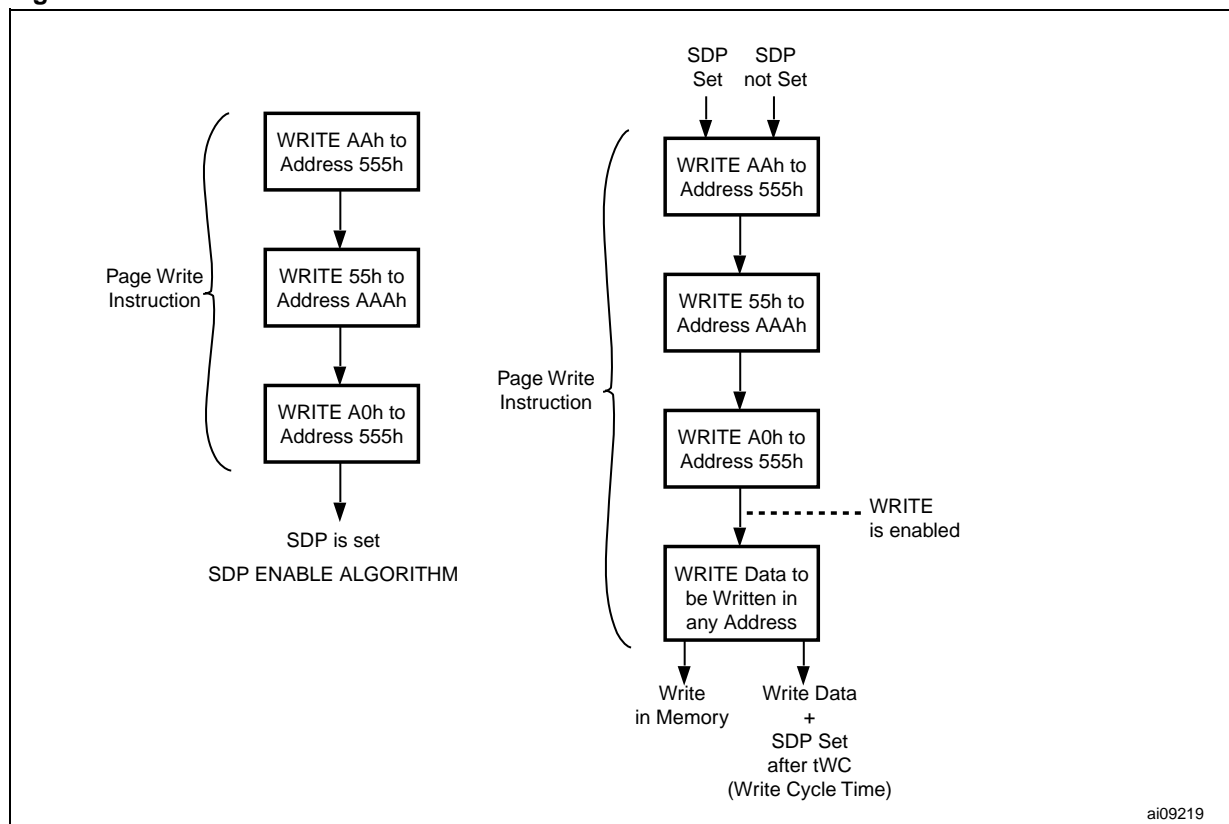 WRITE AAh to
Address 555h
WRITE 55h to
Address AAAh
WRITE A0h to
Address 555h
Page Write
Instruction
SDP is set
SDP ENABLE ALGORITHM
SDP
Set
SDP
not Set
WRITE AAh to
Address 555h
WRITE 55h to
Address AAAh
WRITE A0h to
Address 555h
Page Write
Instruction
WRITE
is enabled
WRITE Data to
be Written in
any Address
Write
in Memory
Write Data
+
SDP Set
after tWC
(Write Cycle Time)
ai09219